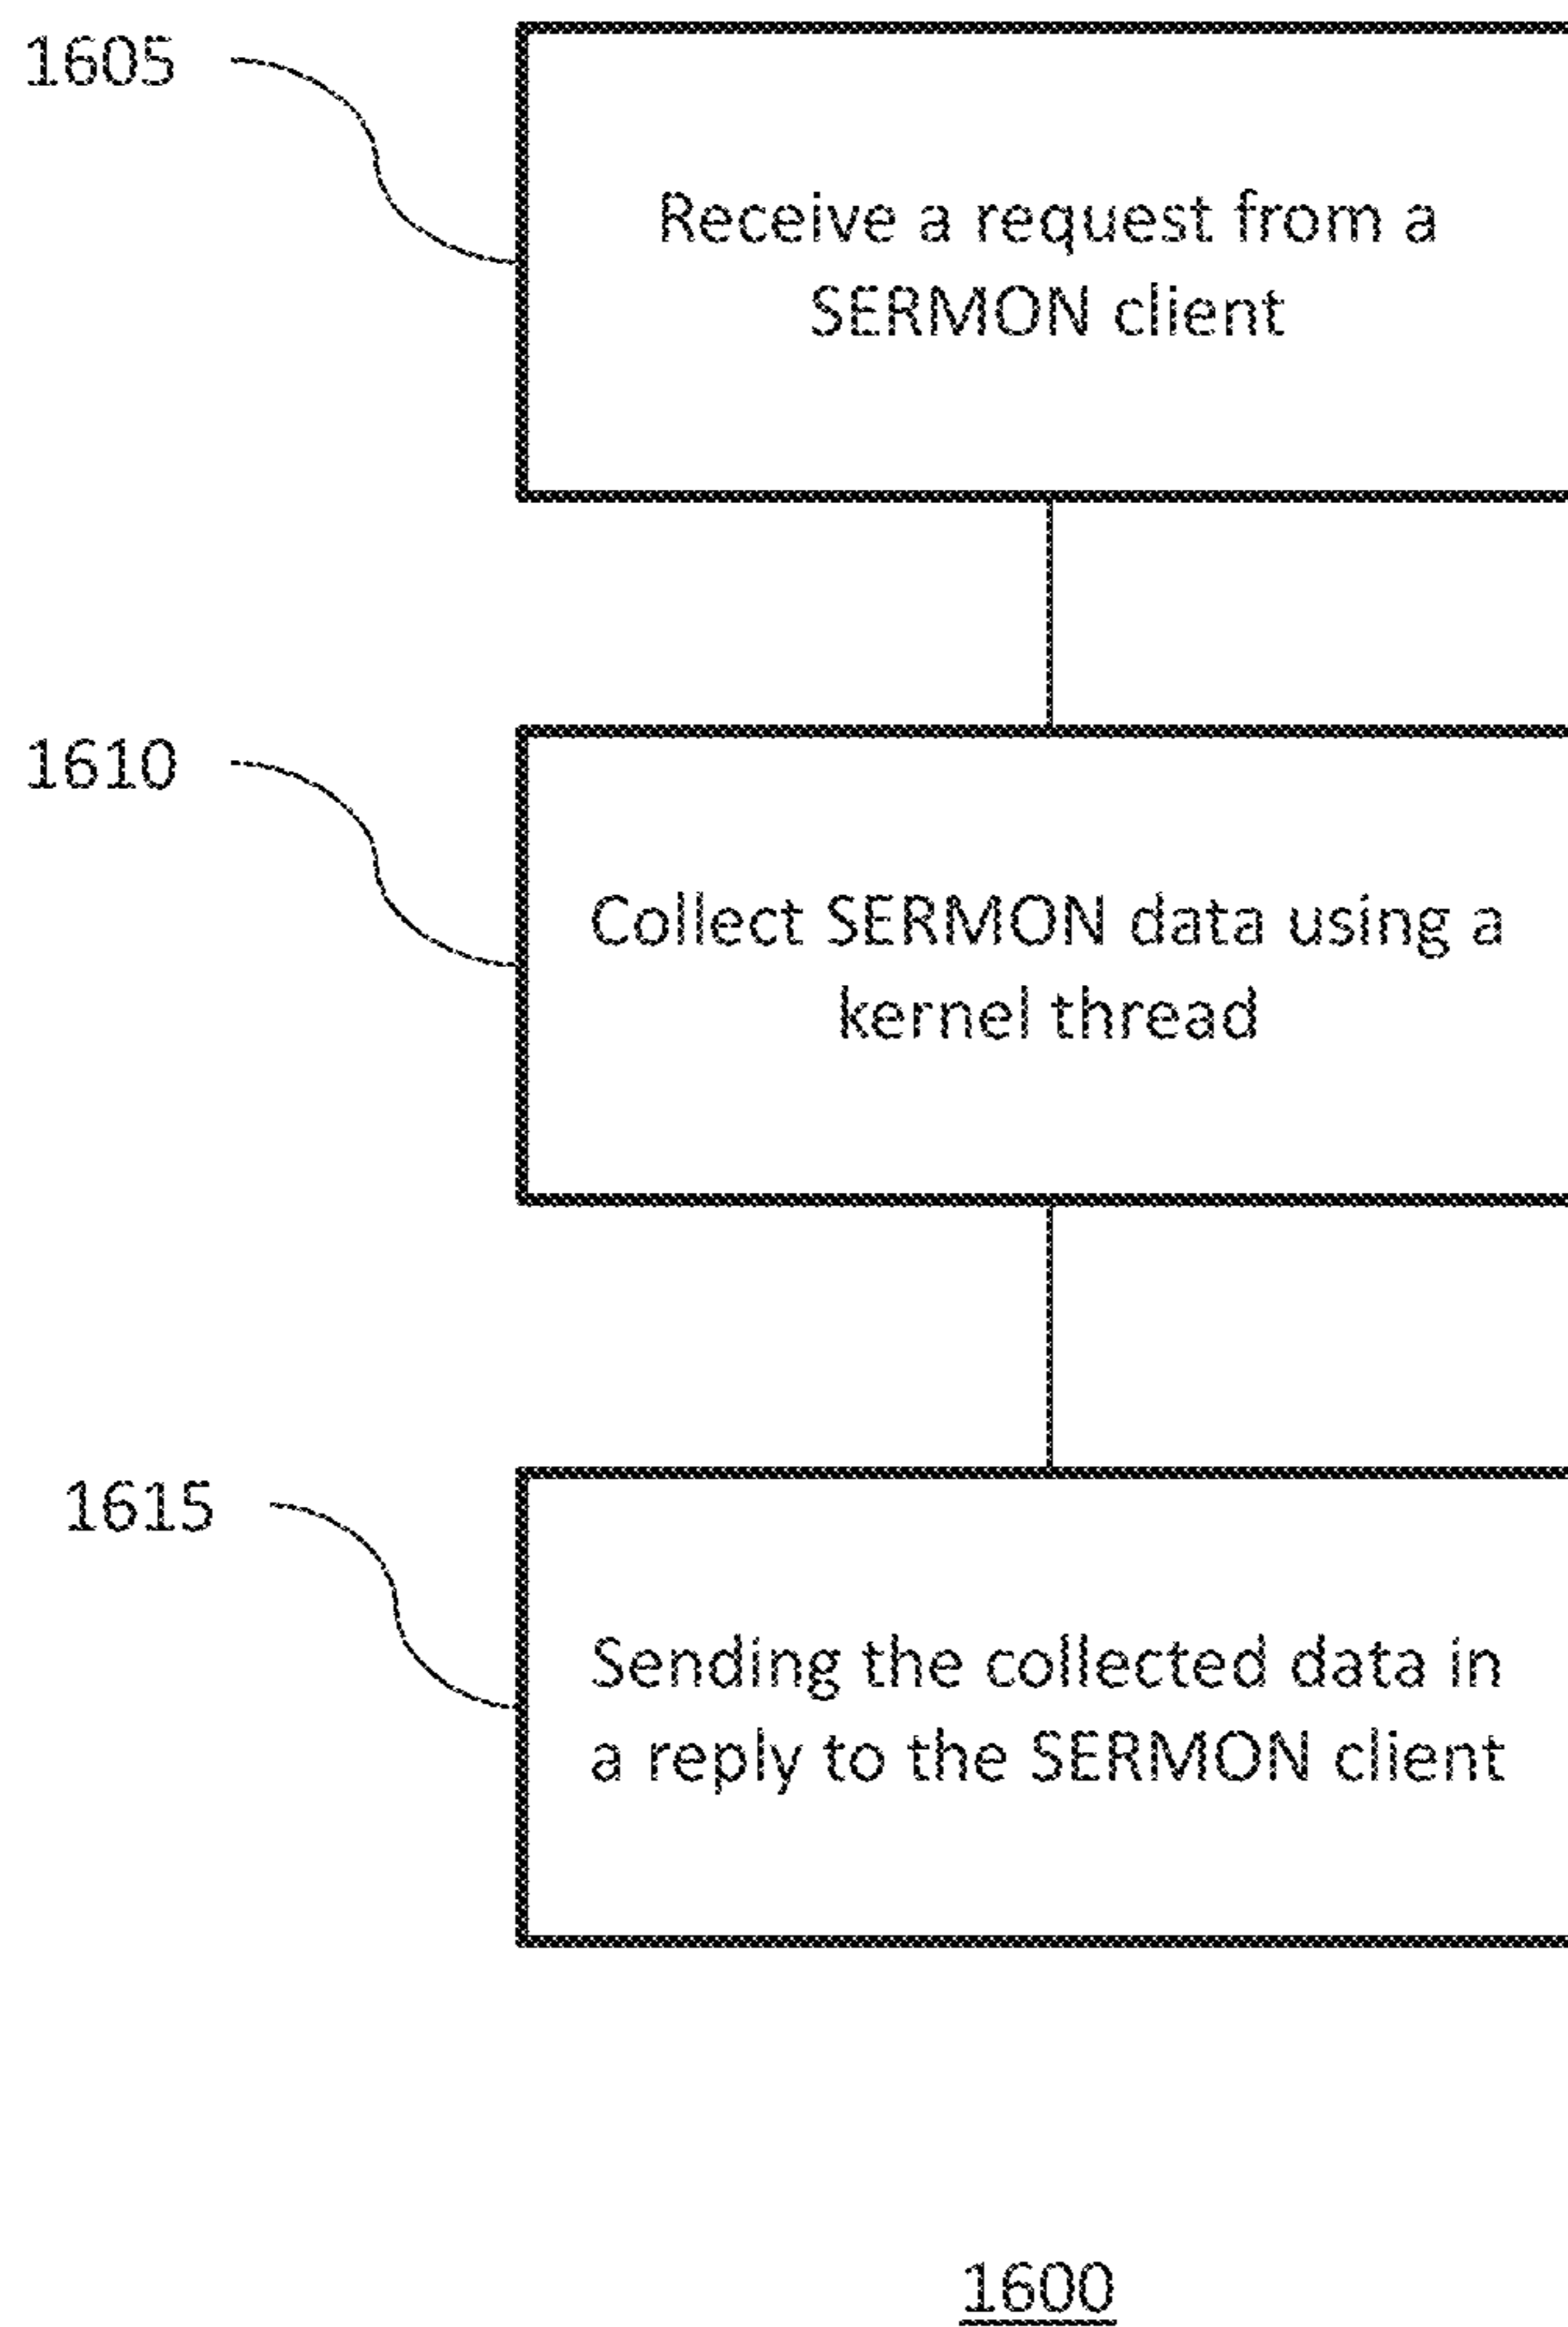 1605
Receive a request from a
SERMON client
1610
Collect SERMON data using a
kernel thread
1615
Sending the collected data in
a reply to the SERMON client
1600